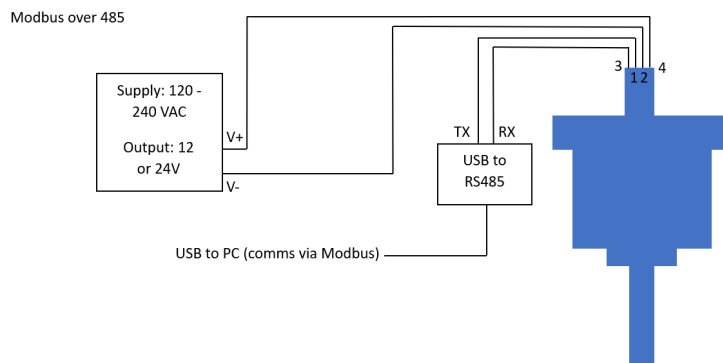 Modbus over 485
Supply: 120 -
240 VAC
Output: 12
or 24V
V+
V-
TX RX
USB to
RS485
USB to PC (comms via Modbus)
3 1 2 4